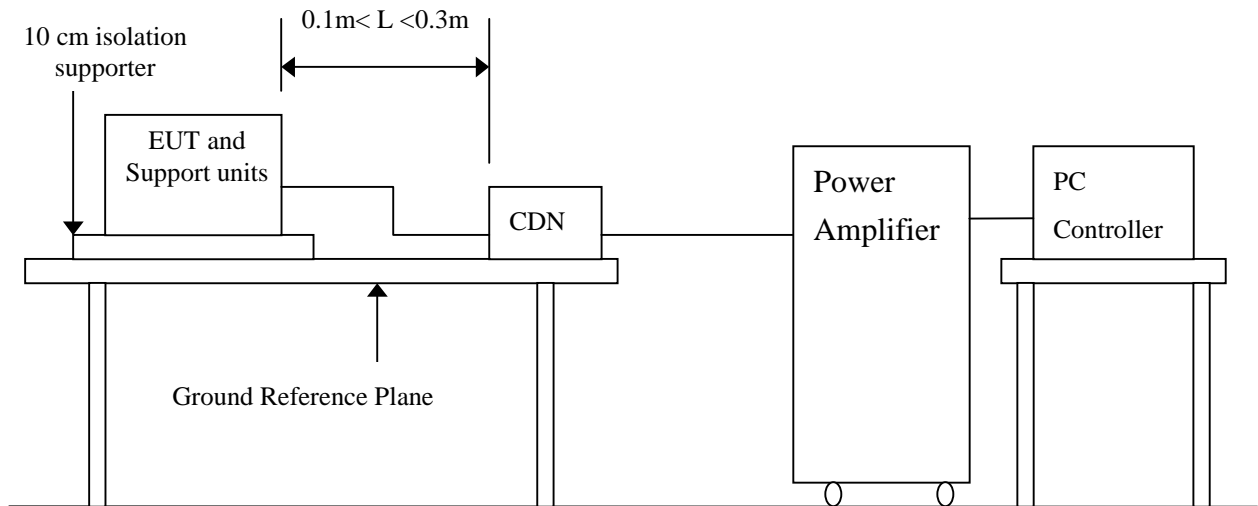 0.1m< L <0.3m
10 cm isolation
supporter
EUT and
Support units
CDN
Power
Amplifier
PC
Controller
Ground Reference Plane